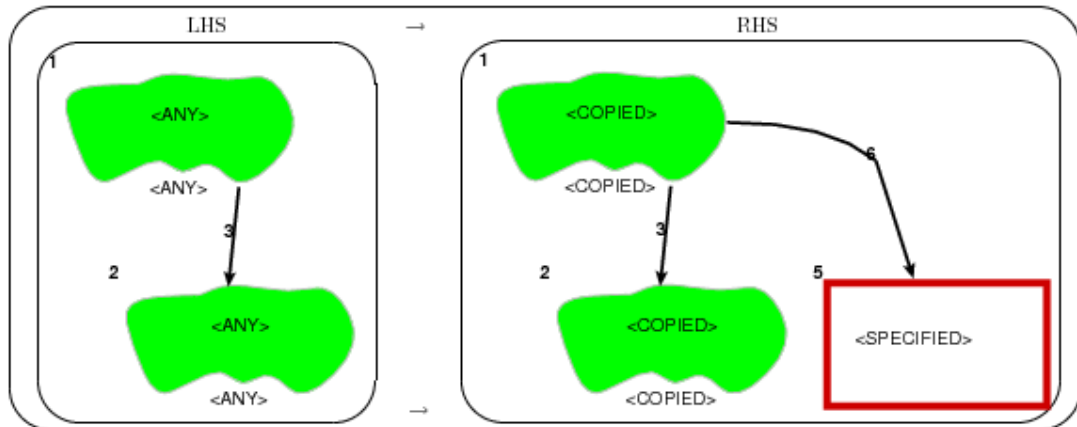 LHS → RHS
1 1
<ANY> <COPIED>
6
<ANY> <COPIED>
3 3
2 2 5
<ANY> <COPIED> <SPECIFIED>
<ANY> <COPIED>
→